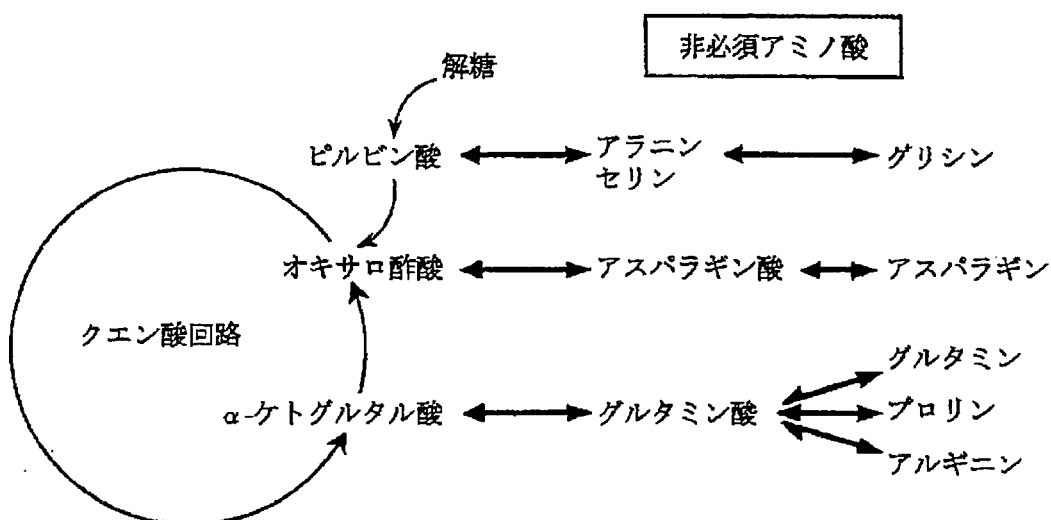 非必須アミノ酸
解糖
ピルビン酸
アラニン
セリン
グリシン
オキサロ酢酸
アスパラギン酸
アスパラギン
クエン酸回路
グルタミン
α-ケトグルタル酸
グルタミン酸
プロリン
アルギニン